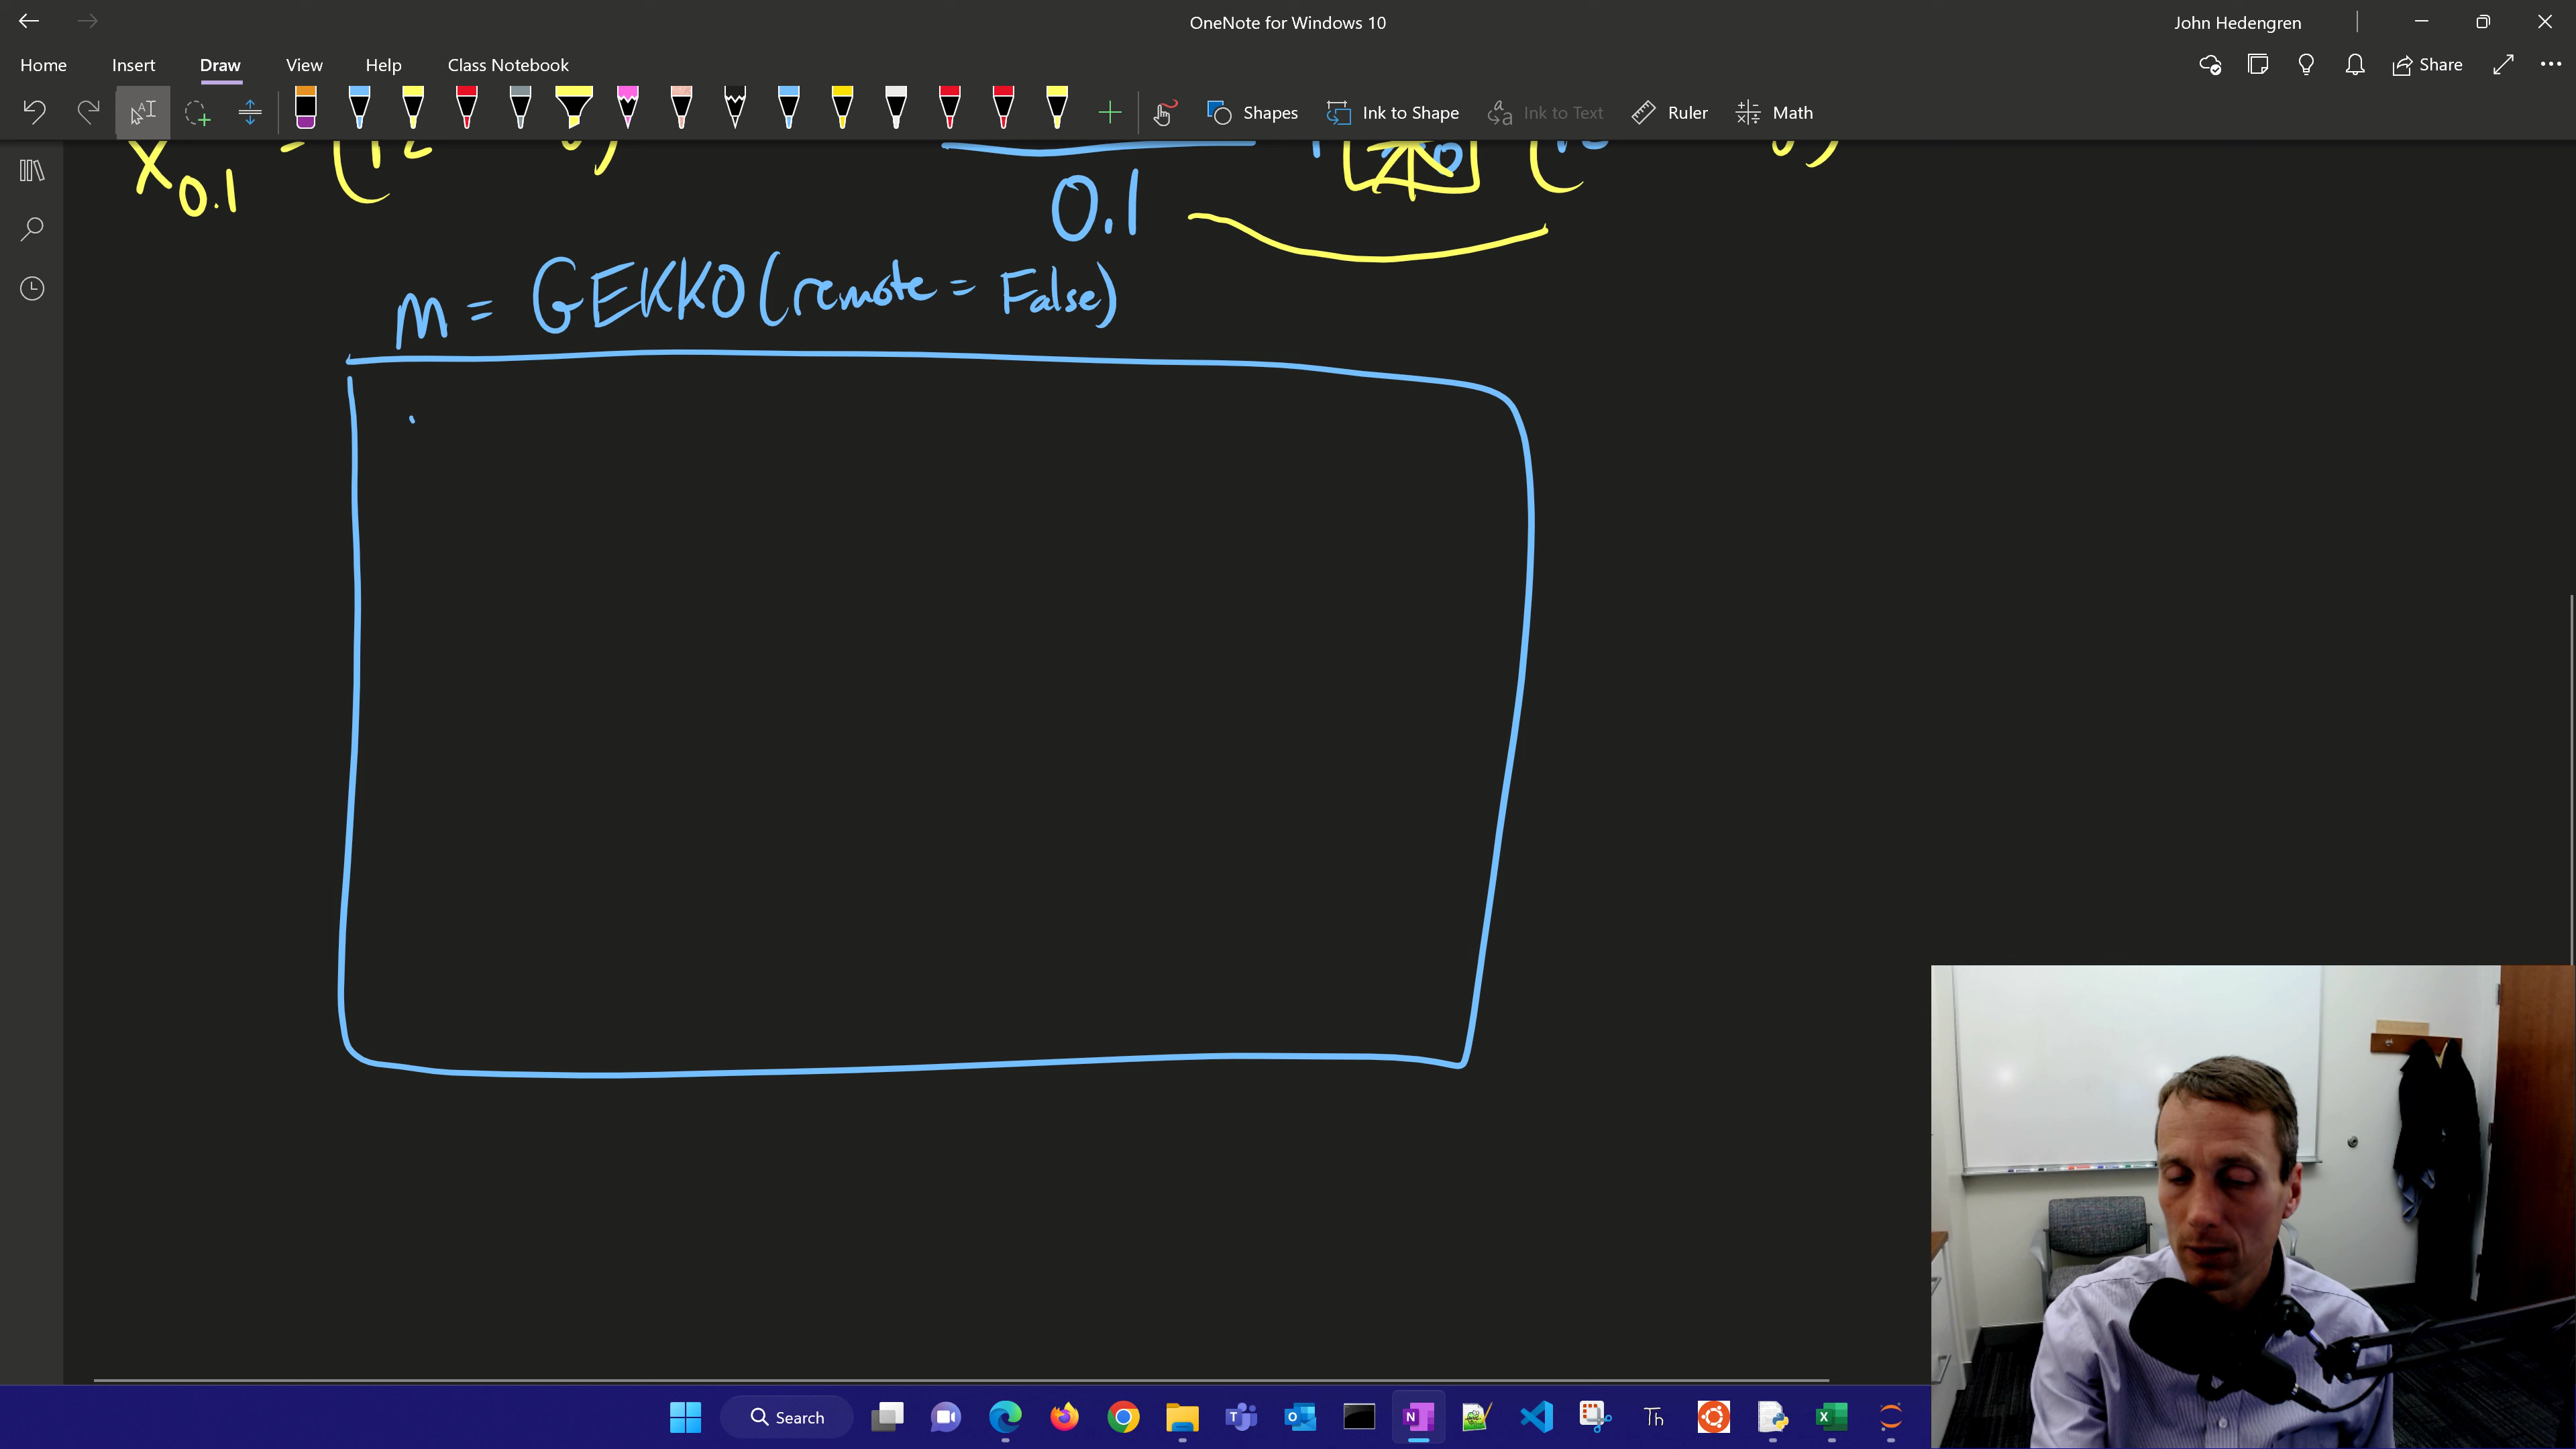 OneNote for Windows 10
John Hedengren
Home Insert Draw View Help Class Notebook
Share
Shapes Ink to Shape Ink to Text Ruler Math
X0.1 =
0.1
m = GEKKO(remote = False)
Search
Th